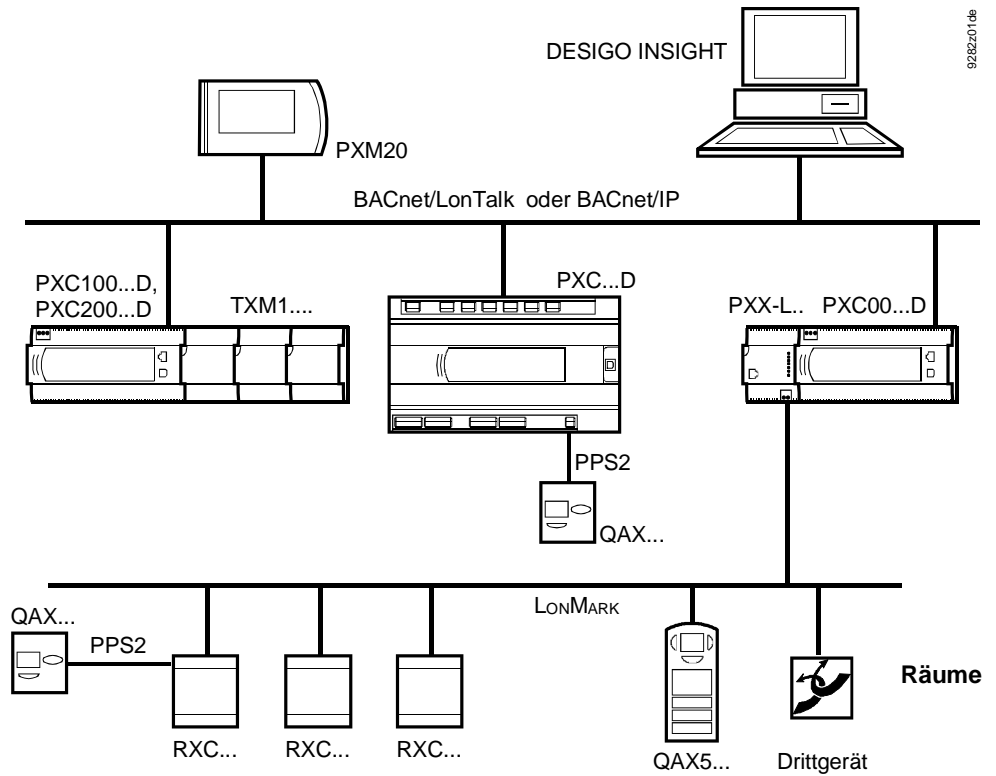 9282z01de
DESIGO INSIGHT
PXM20
BACnet/LonTalk oder BACnet/IP
PXC100...D,
PXC200...D
TXM1....
PXC...D
PXX-L..
PXC00...D
PPS2
QAX...
LONMARK
QAX...
PPS2
Räume
RXC...
RXC...
RXC...
QAX5...
Drittgerät